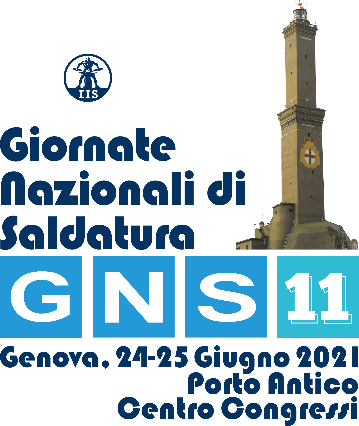 IIS
Giornate
Nazionali di
Saldatura
GNS 11
Genova, 24-25 Giugno 2021
Porto Antico
Centro Congressi